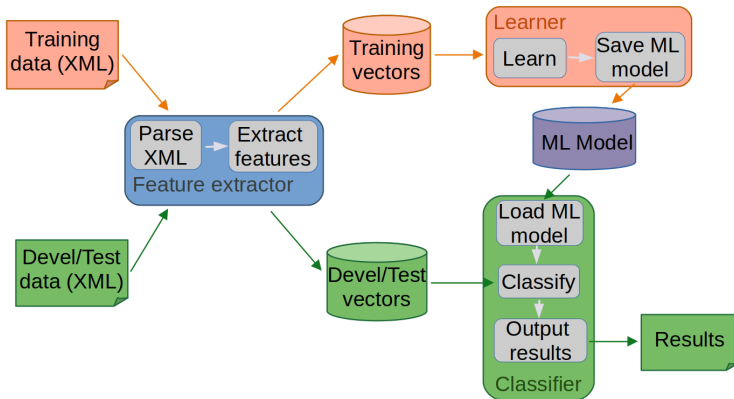 Training
data (XML)
Training
vectors
Learner
Learn
Save ML
model
Parse
XML
Extract
features
Feature extractor
ML Model
Devel/Test
data (XML)
Devel/Test
vectors
Load ML
model
Classify
Output
results
Classifier
Results